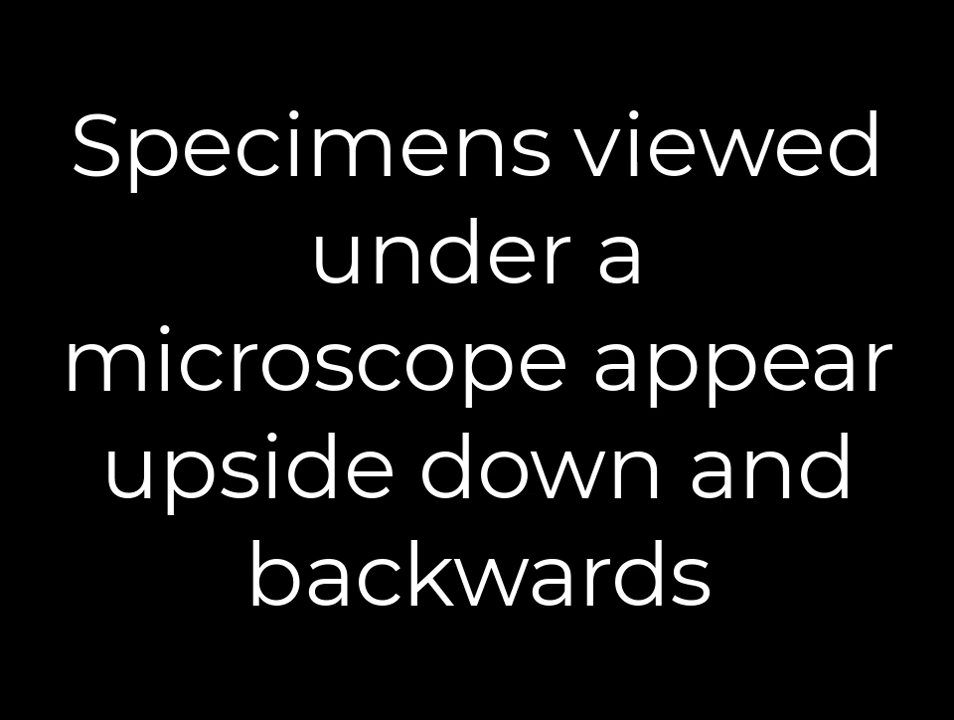 Specimens viewed
under a
microscope appear
upside down and
backwards